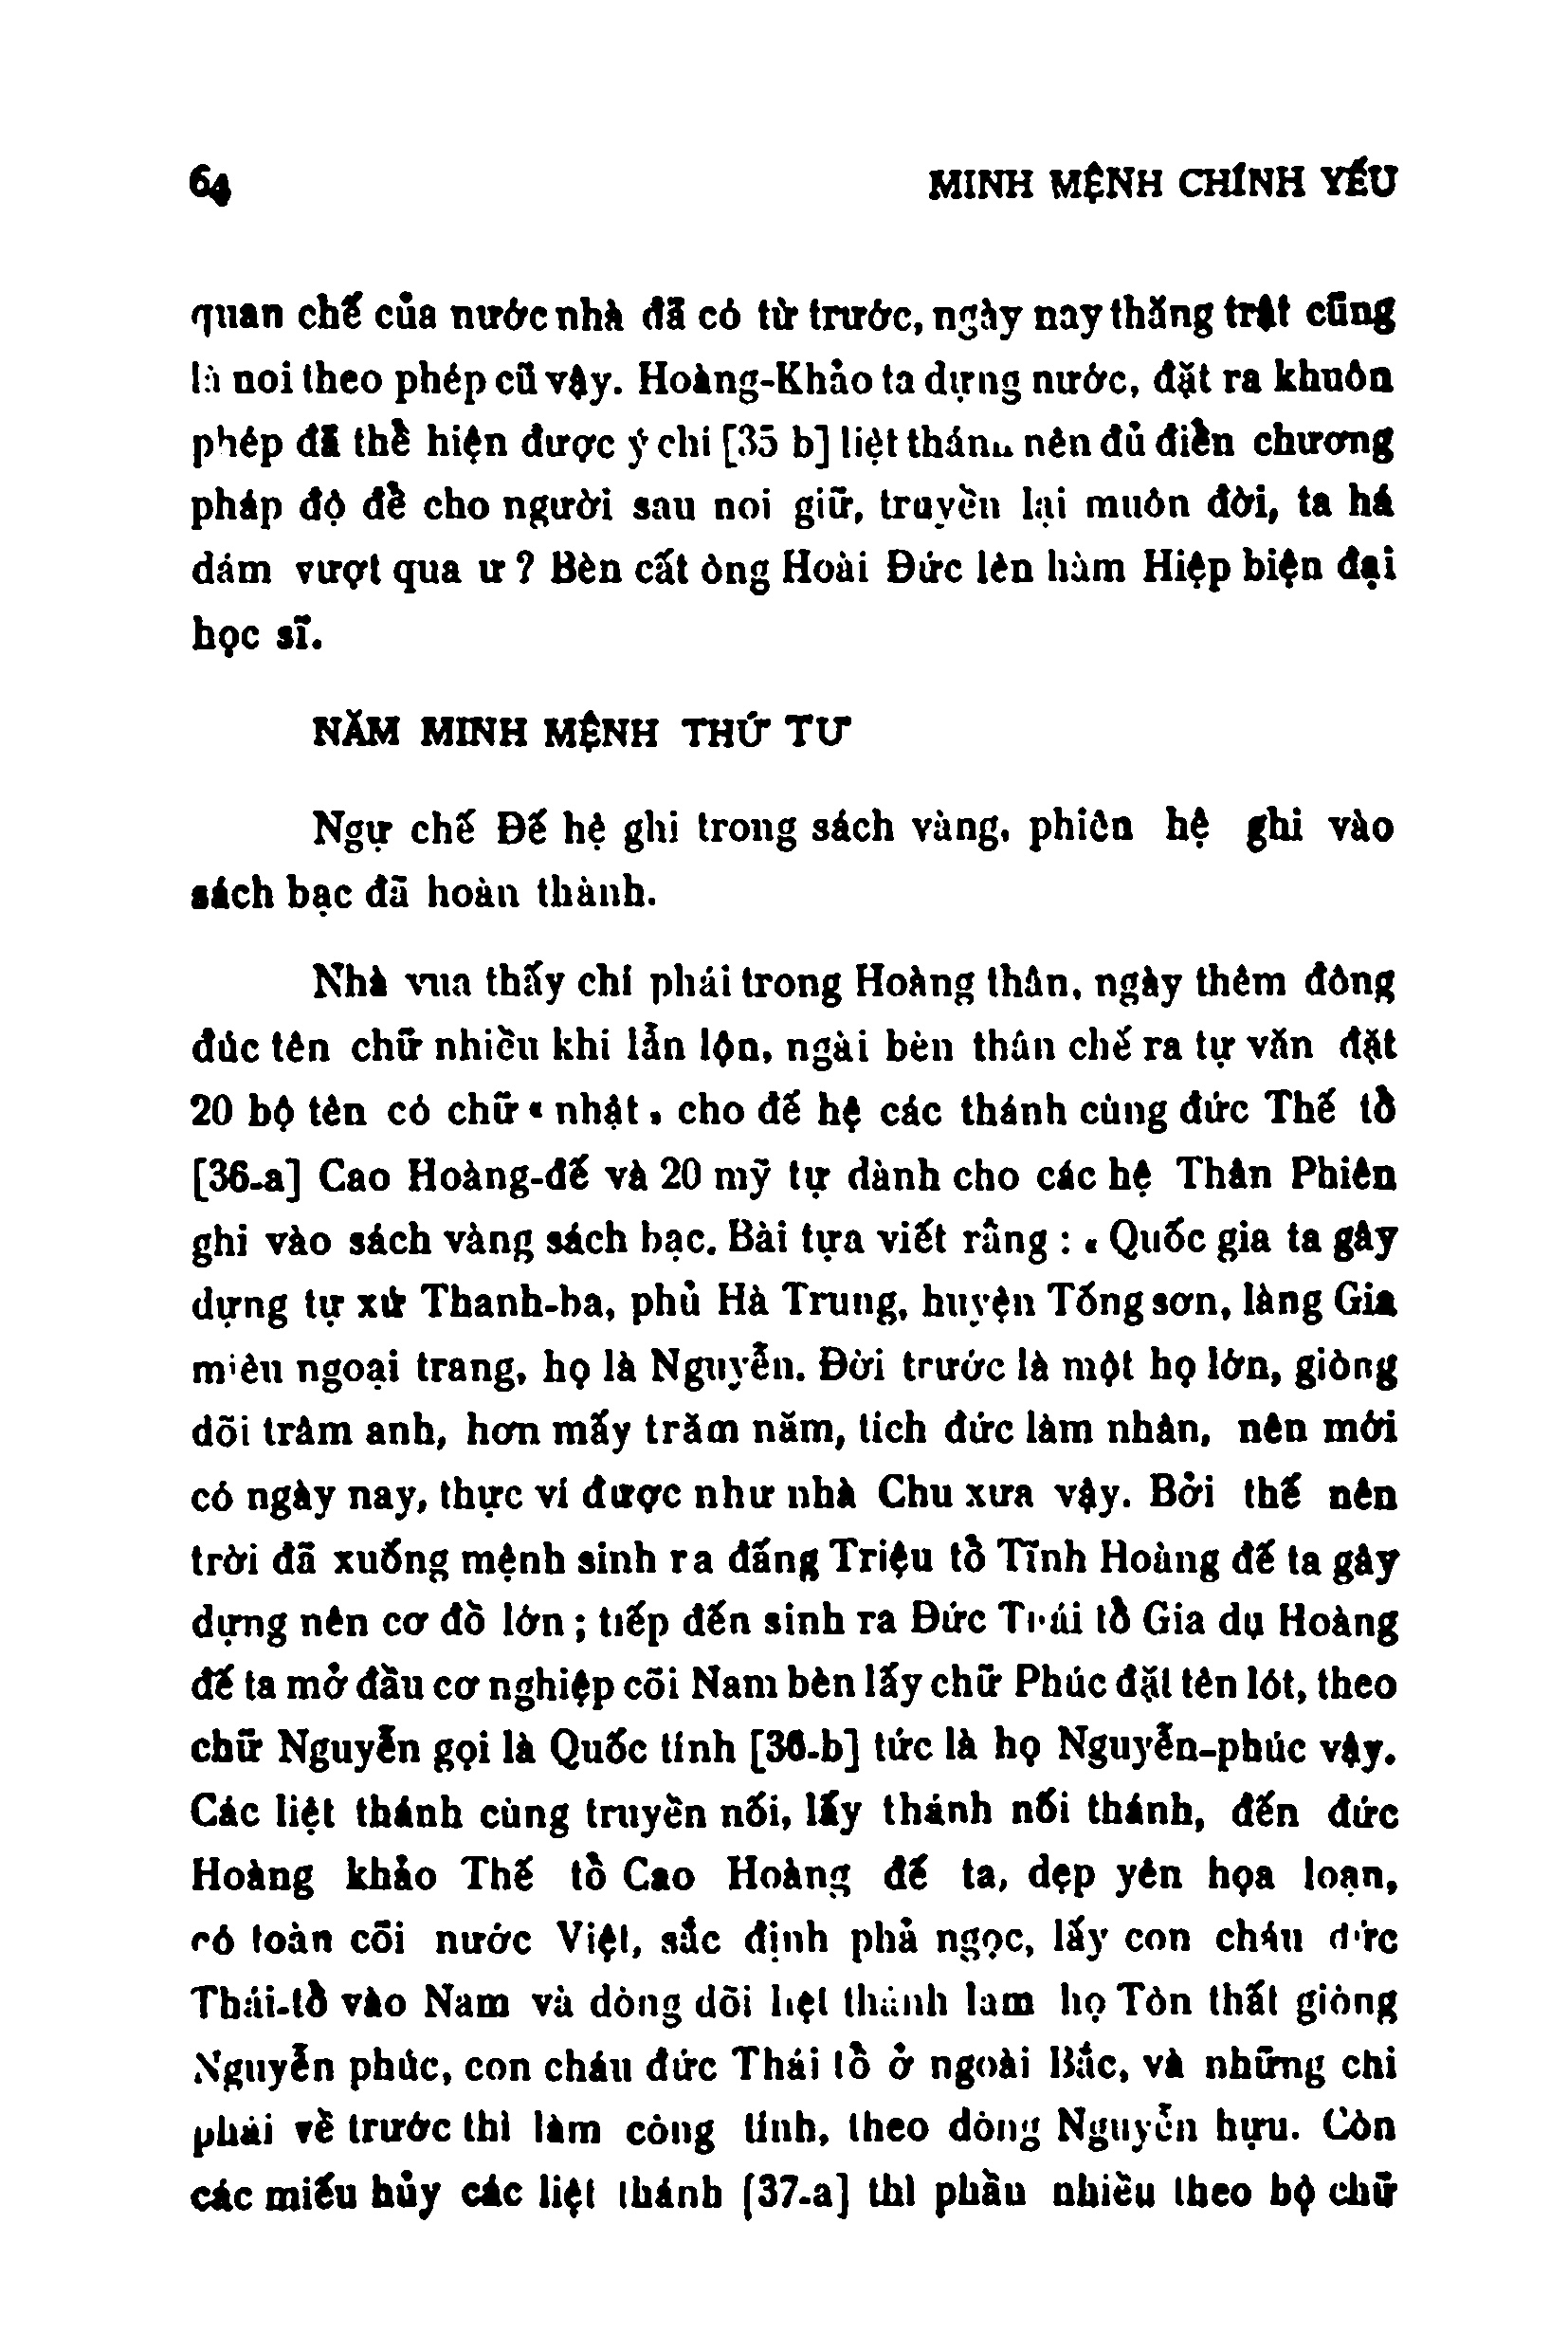 64 MINH MỆNH CHÍNH YẾU
quan chế của nước nhà đã có từ trước, ngày nay thăng trật cũng
là noi theo phép cũ vậy. Hoàng-Khảo ta dựng nước, đặt ra khuôn
phép đã thể hiện được ý chí [35 b] liệt thánh nên đủ điển chương
pháp độ để cho người sau noi giữ, truyền lại muôn đời, ta há
dám vượt qua ư ? Bèn cất ông Hoài Đức lên hàm Hiệp biện đại
học sĩ.
NĂM MINH MỆNH THỨ TƯ
Ngự chế Đế hệ ghi trong sách vàng, phiên hệ ghi vào
sách bạc đã hoàn thành.
Nhà vua thấy chi phái trong Hoàng thân, ngày thêm đông
đúc tên chữ nhiều khi lẫn lộn, ngài bèn thân chế ra tự văn đặt
20 bộ tên có chữ « nhật » cho đế hệ các thánh cùng đức Thế tổ
[36-a] Cao Hoàng-đế và 20 mỹ tự dành cho các hệ Thân Phiên
ghi vào sách vàng sách bạc. Bài tựa viết rằng : « Quốc gia ta gây
dựng tự xứ Thanh-ba, phủ Hà Trung, huyện Tống sơn, làng Gia
miêu ngoại trang, họ là Nguyễn. Đời trước là một họ lớn, giòng
dõi trâm anh, hơn mấy trăm năm, tích đức làm nhân, nên mới
có ngày nay, thực ví được như nhà Chu xưa vậy. Bởi thế nên
trời đã xuống mệnh sinh ra đấng Triệu tổ Tĩnh Hoàng đế ta gây
dựng nên cơ đồ lớn ; tiếp đến sinh ra Đức Thái tổ Gia dụ Hoàng
đế ta mở đầu cơ nghiệp cõi Nam bèn lấy chữ Phúc đặt tên lót, theo
chữ Nguyễn gọi là Quốc tính [36-b] tức là họ Nguyễn-phúc vậy.
Các liệt thánh cùng truyền nối, lấy thánh nối thánh, đến đức
Hoàng khảo Thế tổ Cao Hoàng đế ta, dẹp yên họa loạn,
có toàn cõi nước Việt, sắc định phả ngọc, lấy con cháu đức
Thái-tổ vào Nam và dòng dõi liệt thánh làm họ Tôn thất giòng
Nguyễn phúc, con cháu đức Thái tổ ở ngoài Bắc, và những chi
phái về trước thì làm công tính, theo dòng Nguyễn hựu. Còn
các miếu hủy các liệt thánh [37-a] thì phần nhiều theo bộ chữ